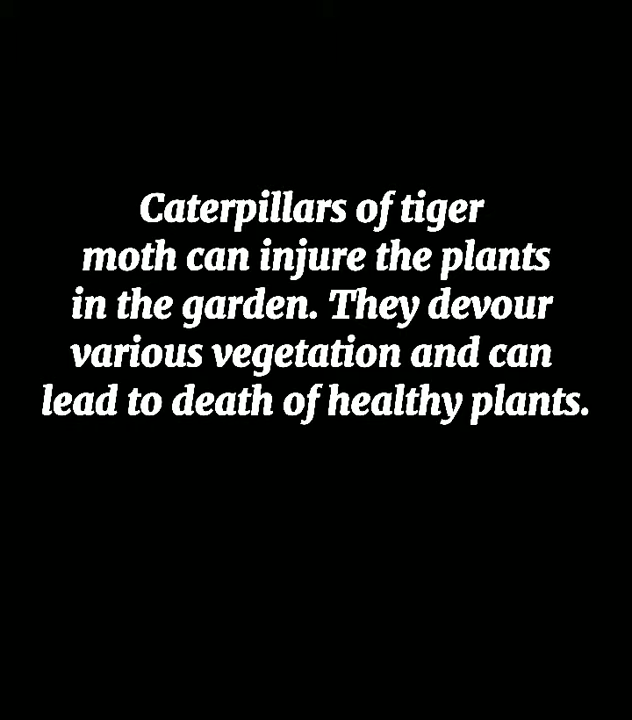 Caterpillars of tiger
moth can injure the plants
in the garden. They devour
various vegetation and can
lead to death of healthy plants.